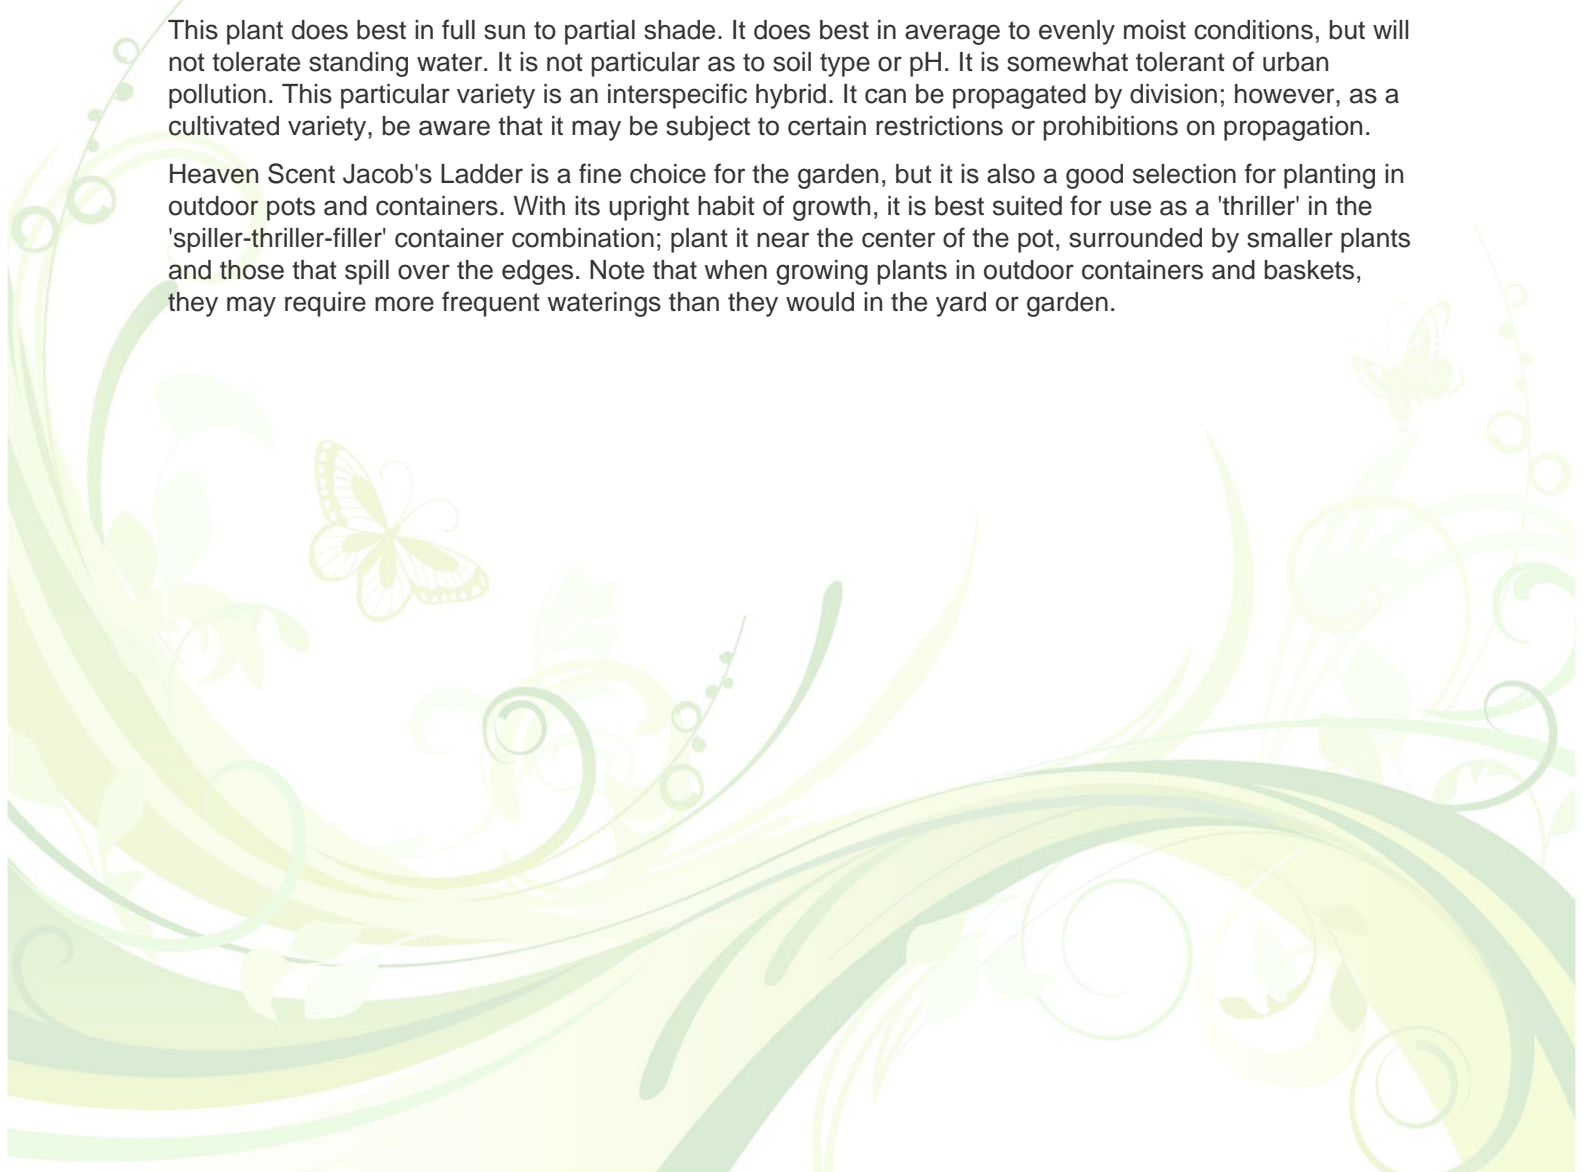 This plant does best in full sun to partial shade. It does best in average to evenly moist conditions, but will
not tolerate standing water. It is not particular as to soil type or pH. It is somewhat tolerant of urban
pollution. This particular variety is an interspecific hybrid. It can be propagated by division; however, as a
cultivated variety, be aware that it may be subject to certain restrictions or prohibitions on propagation.
Heaven Scent Jacob's Ladder is a fine choice for the garden, but it is also a good selection for planting in
outdoor pots and containers. With its upright habit of growth, it is best suited for use as a 'thriller' in the
'spiller-thriller-filler' container combination; plant it near the center of the pot, surrounded by smaller plants
and those that spill over the edges. Note that when growing plants in outdoor containers and baskets,
they may require more frequent waterings than they would in the yard or garden.